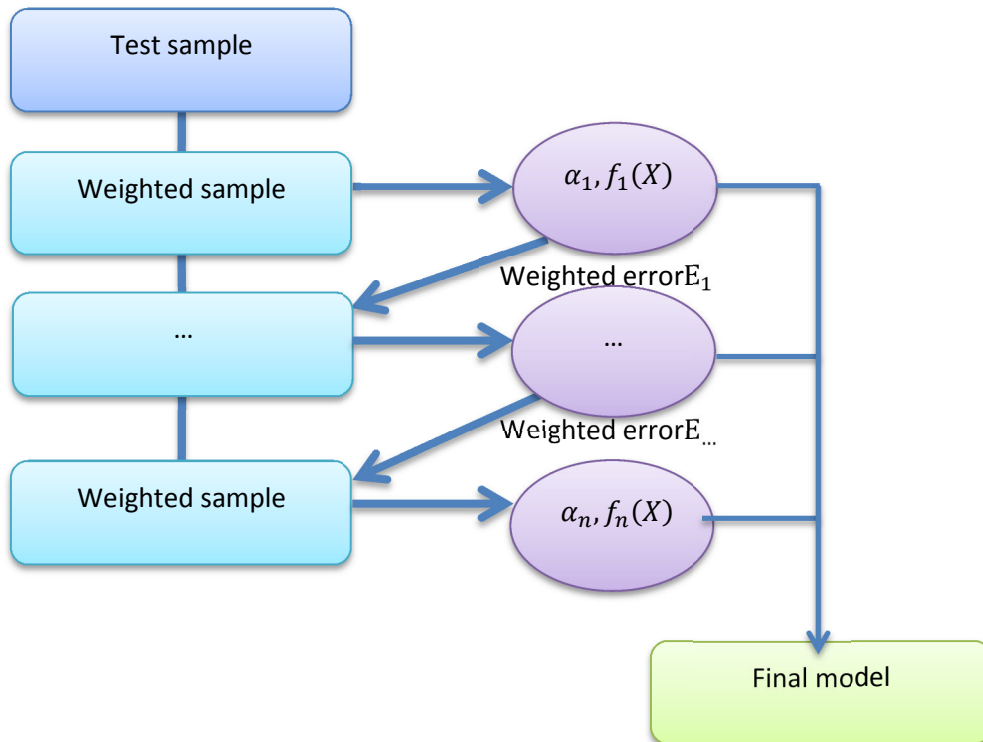 Test sample
Weighted sample
α₁, f₁(X)
Weighted errorE₁
...
...
Weighted errorE...
Weighted sample
αₙ, fₙ(X)
Final model